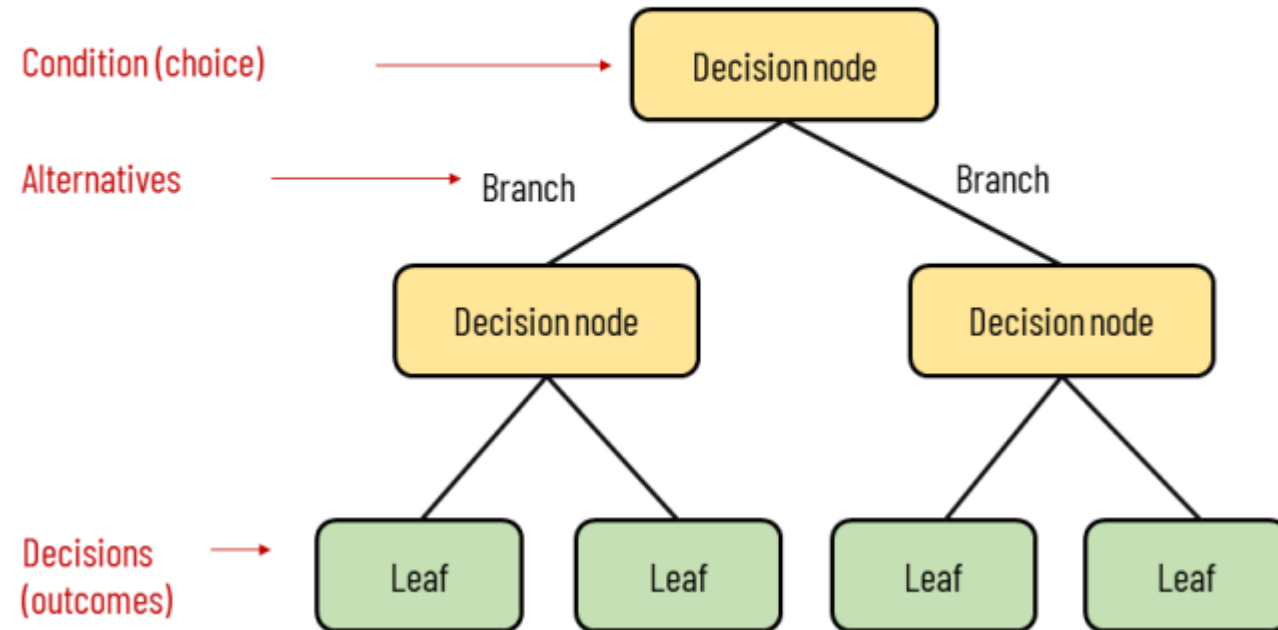 Condition (choice)
Decision node
Alternatives
Branch
Branch
Decision node
Decision node
Decisions
(outcomes)
Leaf
Leaf
Leaf
Leaf